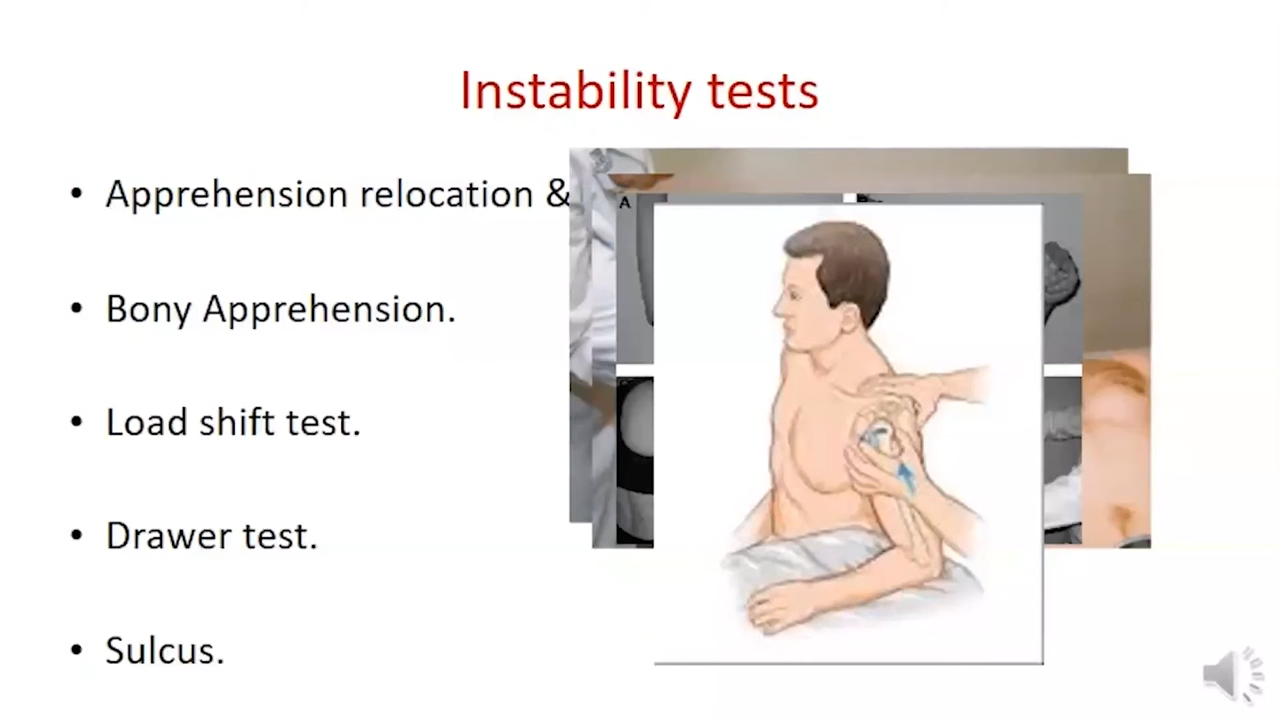 Instability tests
• Apprehension relocation &
• Bony Apprehension.
• Load shift test.
• Drawer test.
• Sulcus.
A